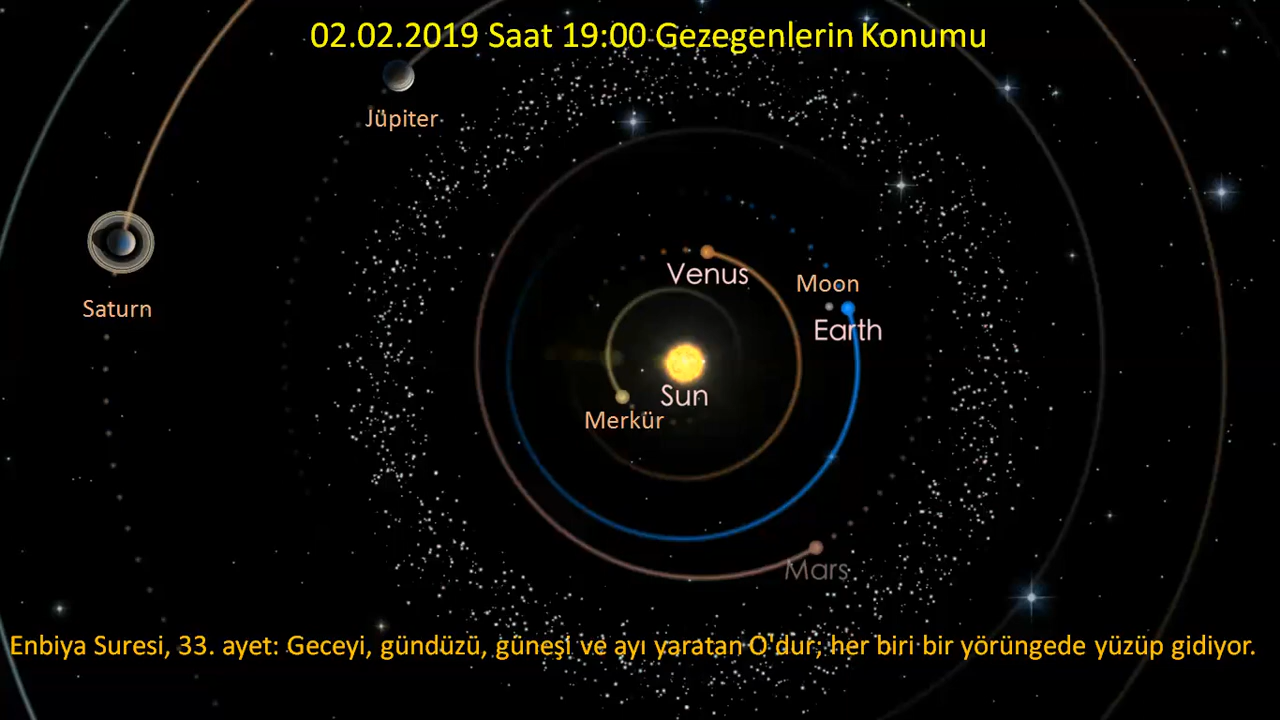 02.02.2019 Saat 19:00 Gezegenlerin Konumu
Jüpiter
Saturn
Venus
Moon
Earth
Sun
Merkür
Mars
Enbiya Suresi, 33. ayet: Geceyi, gündüzü, güneşi ve ayı yaratan O'dur; her biri bir yörüngede yüzüp gidiyor.